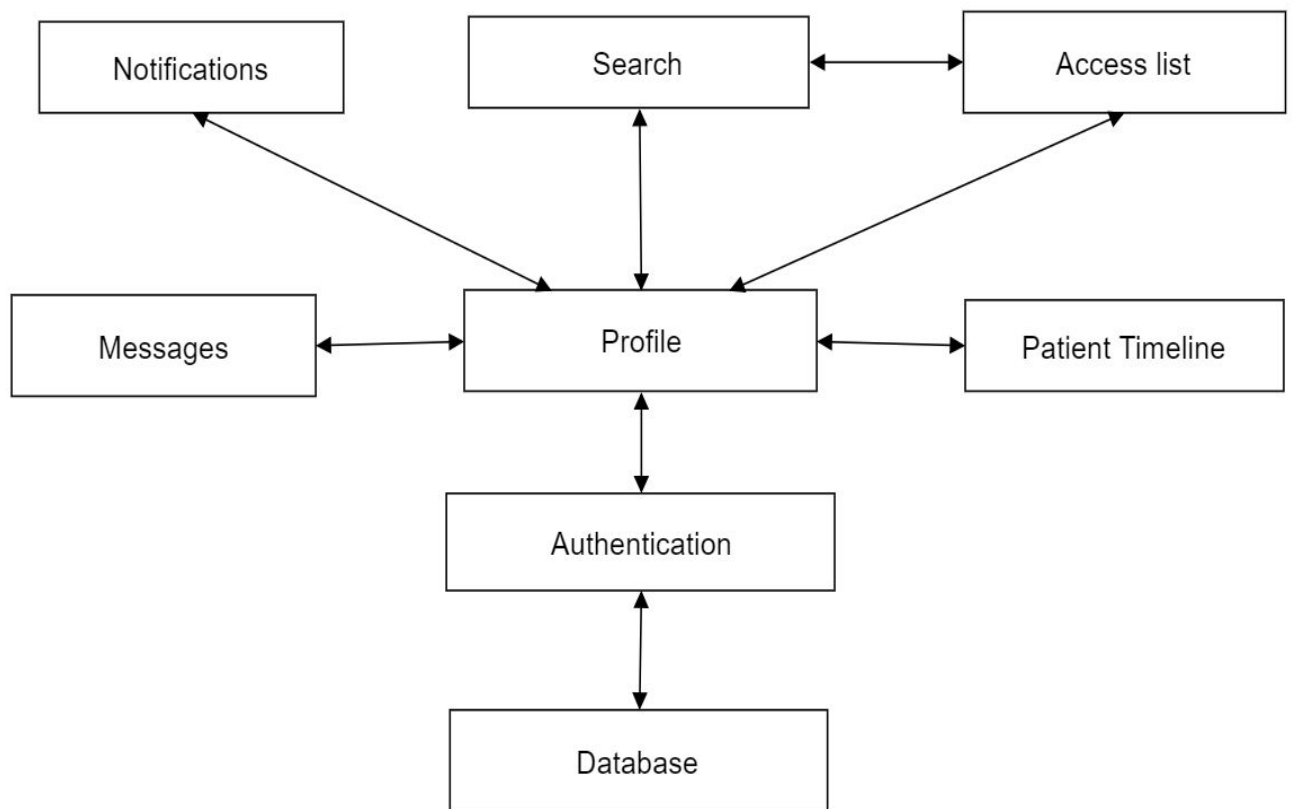 Notifications
Search
Access list
Messages
Profile
Patient Timeline
Authentication
Database